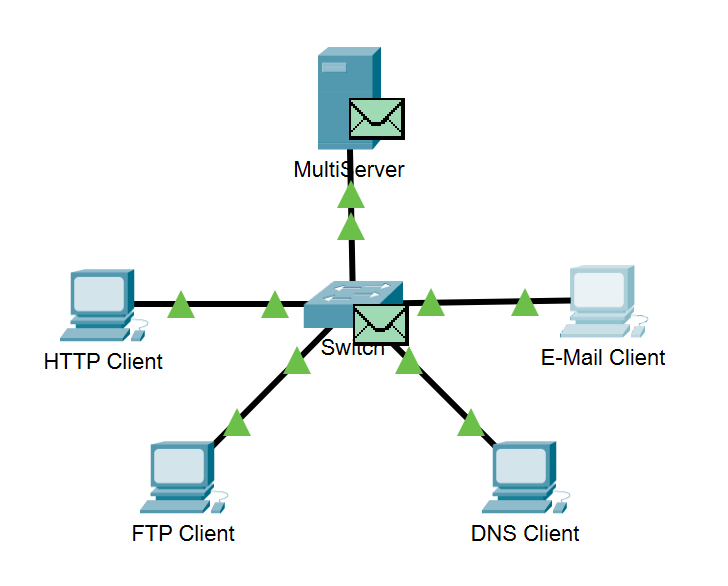 MultiServer
HTTP Client
Switch
E-Mail Client
FTP Client
DNS Client